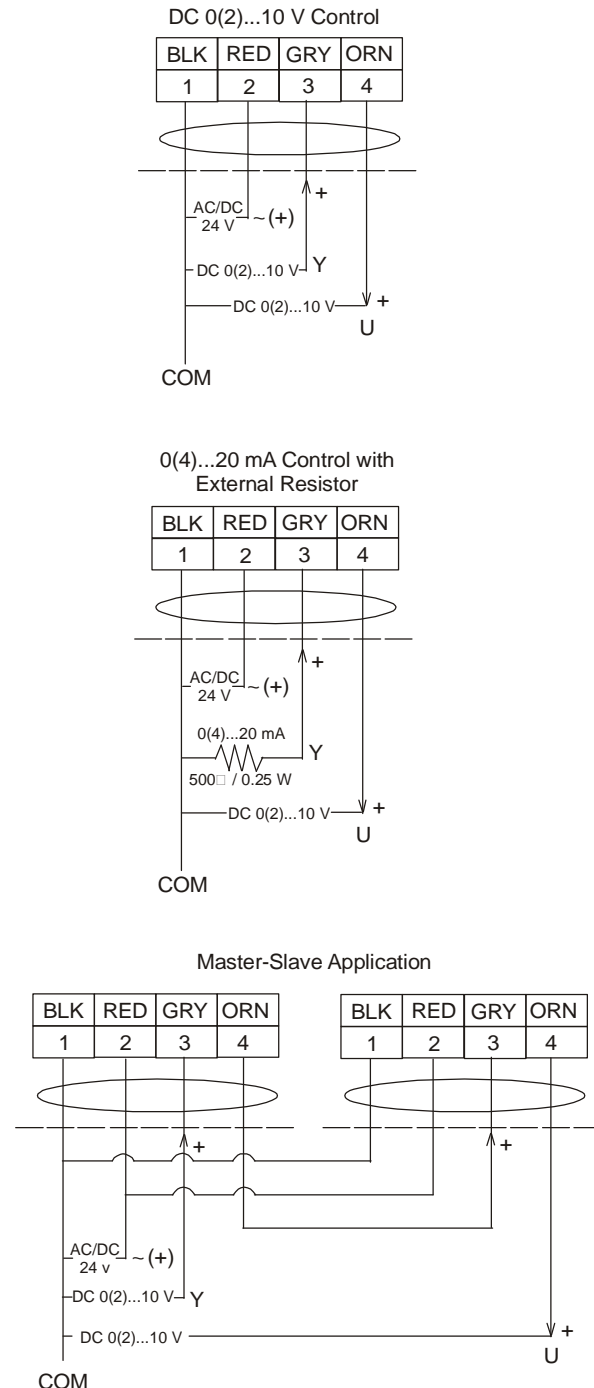 DC 0(2)...10 V Control
BLK RED GRY ORN
1 2 3 4
+
AC/DC
24 V
~(+)
DC 0(2)...10 V
Y
DC 0(2)...10 V
+
U
COM
0(4)...20 mA Control with
External Resistor
BLK RED GRY ORN
1 2 3 4
+
AC/DC
24 V
~(+)
0(4)...20 mA
Y
500□ / 0.25 W
DC 0(2)...10 V
+
U
COM
Master-Slave Application
BLK RED GRY ORN BLK RED GRY ORN
1 2 3 4 1 2 3 4
+ +
AC/DC
24 v
~(+)
DC 0(2)...10 V
Y
DC 0(2)...10 V
+
U
COM